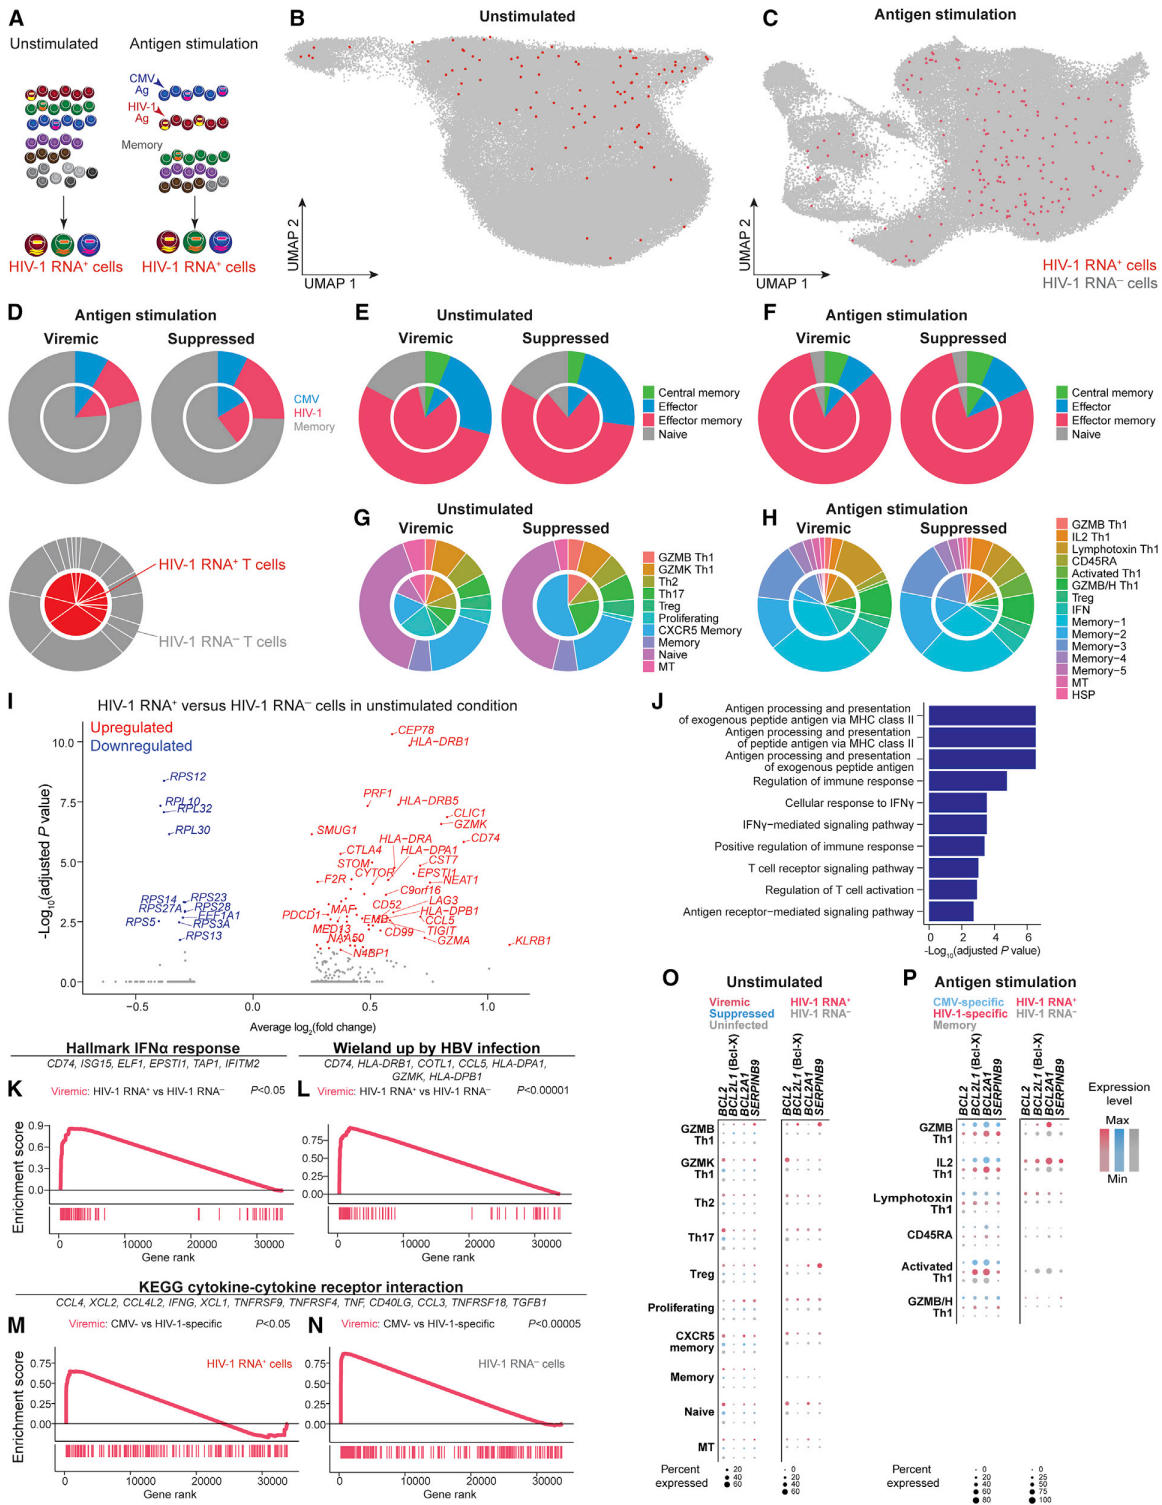 A
Unstimulated
Antigen stimulation
CMV
Ag
HIV-1
Ag
Memory
HIV-1 RNA⁺ cells
HIV-1 RNA⁺ cells
B
Unstimulated
UMAP 2
UMAP 1
C
Antigen stimulation
UMAP 2
UMAP 1
HIV-1 RNA⁺ cells
HIV-1 RNA⁻ cells
D
Antigen stimulation
Viremic
Suppressed
CMV
HIV-1
Memory
HIV-1 RNA⁺ T cells
HIV-1 RNA⁻ T cells
E
Unstimulated
Viremic
Suppressed
Central memory
Effector
Effector memory
Naive
F
Antigen stimulation
Viremic
Suppressed
Central memory
Effector
Effector memory
Naive
G
Unstimulated
Viremic
Suppressed
GZMB Th1
GZMK Th1
Th2
Th17
Treg
Proliferating
CXCR5 Memory
Memory
Naive
MT
H
Antigen stimulation
Viremic
Suppressed
GZMB Th1
IL2 Th1
Lymphotoxin Th1
CD45RA
Activated Th1
GZMB/H Th1
Treg
IFN
Memory-1
Memory-2
Memory-3
Memory-4
Memory-5
MT
HSP
I
HIV-1 RNA⁺ versus HIV-1 RNA⁻ cells in unstimulated condition
Upregulated
Downregulated
-Log₁₀(adjusted P value)
10.0
7.5
5.0
2.5
0.0
CEP78
HLA-DRB1
RPS12
RPL10
RPL32
RPL30
PRF1
HLA-DRB5
CLIC1
GZMK
SMUG1
CD74
HLA-DRA
CTLA4
HLA-DPA1
STOM
CST7
CYTOR
EPSTI1
F2R
NEAT1
C9orf16
RPS14
RPS23
RPS27A
RPS28
EEF1A1
RPS5
RPS3A
RPS13
CD52
LAG3
PDCD1
MAF
HLA-DPB1
EMB
CCL5
MED13
CD99
TIGIT
NAA50
GZMA
KLRB1
N4BP1
−0.5
0.0
0.5
1.0
Average log₂(fold change)
J
Antigen processing and presentation
of exogenous peptide antigen via MHC class II
Antigen processing and presentation
of peptide antigen via MHC class II
Antigen processing and presentation
of exogenous peptide antigen
Regulation of immune response
Cellular response to IFNγ
IFNγ-mediated signaling pathway
Positive regulation of immune response
T cell receptor signaling pathway
Regulation of T cell activation
Antigen receptor-mediated signaling pathway
0 2 4 6
-Log₁₀(adjusted P value)
Hallmark IFNα response
CD74, ISG15, ELF1, EPSTI1, TAP1, IFITM2
K
Viremic: HIV-1 RNA⁺ vs HIV-1 RNA⁻
P<0.05
Enrichment score
0.9
0.6
0.3
0.0
0 10000 20000 30000
Gene rank
Wieland up by HBV infection
CD74, HLA-DRB1, COTL1, CCL5, HLA-DPA1,
GZMK, HLA-DPB1
L
Viremic: HIV-1 RNA⁺ vs HIV-1 RNA⁻
P<0.00001
0.75
0.50
0.25
0.00
0 10000 20000 30000
Gene rank
KEGG cytokine-cytokine receptor interaction
CCL4, XCL2, CCL4L2, IFNG, XCL1, TNFRSF9, TNFRSF4, TNF, CD40LG, CCL3, TNFRSF18, TGFB1
M
Viremic: CMV- vs HIV-1-specific
P<0.05
HIV-1 RNA⁺ cells
Enrichment score
0.75
0.50
0.25
0.00
0 10000 20000 30000
Gene rank
N
Viremic: CMV- vs HIV-1-specific
P<0.00005
HIV-1 RNA⁻ cells
0.75
0.50
0.25
0.00
0 10000 20000 30000
Gene rank
O
Unstimulated
Viremic
Suppressed
Uninfected
HIV-1 RNA⁺
HIV-1 RNA⁻
BCL2
BCL2L1 (Bcl-X)
BCL2A1
SERPINB9
BCL2
BCL2L1 (Bcl-X)
BCL2A1
SERPINB9
GZMB
Th1
GZMK
Th1
Th2
Th17
Treg
Proliferating
CXCR5
memory
Memory
Naive
MT
Percent
expressed
20
40
60
0
20
40
60
P
Antigen stimulation
CMV-specific
HIV-1-specific
Memory
HIV-1 RNA⁺
HIV-1 RNA⁻
BCL2
BCL2L1 (Bcl-X)
BCL2A1
SERPINB9
BCL2
BCL2L1 (Bcl-X)
BCL2A1
SERPINB9
GZMB
Th1
IL2
Th1
Lymphotoxin
Th1
CD45RA
Activated
Th1
GZMB/H
Th1
Percent
expressed
0
20
40
60
80
0
25
50
75
100
Expression
level
Max
Min